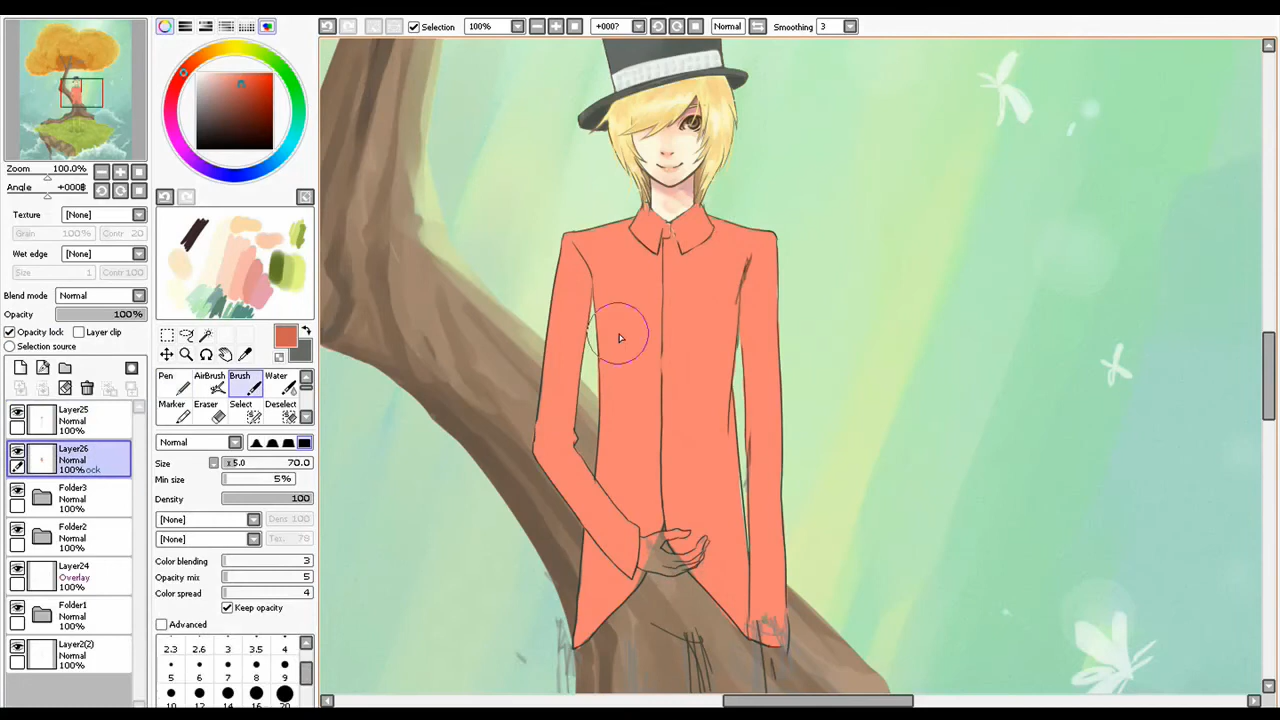 Selection 100% +000? Normal Smoothing 3
Zoom 100.0%
Angle +000
Texture [None]
Grain 100% Contr 20
Wet edge [None]
Size 1 Contr 100
Blend mode Normal
Opacity 100%
Opacity lock Layer clip
Selection source
Layer25
Normal
100%
Layer26
Normal
100% ock
Folder3
Normal
100%
Folder2
Normal
100%
Layer24
Overlay
100%
Folder1
Normal
100%
Layer2(2)
Normal
100%
Pen AirBrush Brush Water
Marker Eraser Select Deselect
Normal
Size x5.0 70.0
Min size 5%
Density 100
[None] Dens 100
[None] Tex. 78
Color blending 3
Opacity mix 5
Color spread 4
Keep opacity
Advanced
2.3 2.6 3 3.5 4
5 6 7 8 9
10 12 14 16 20